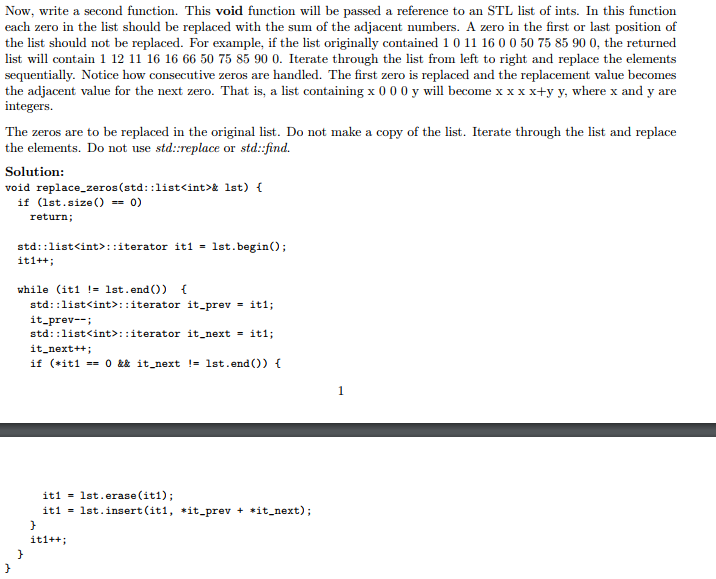 Now, write a second function. This void function will be passed a reference to an STL list of ints. In this function
each zero in the list should be replaced with the sum of the adjacent numbers. A zero in the first or last position of
the list should not be replaced. For example, if the list originally contained 1 0 11 16 0 0 50 75 85 90 0, the returned
list will contain 1 12 11 16 16 66 50 75 85 90 0. Iterate through the list from left to right and replace the elements
sequentially. Notice how consecutive zeros are handled. The first zero is replaced and the replacement value becomes
the adjacent value for the next zero. That is, a list containing x 0 0 0 y will become x x x x+y y, where x and y are
integers.
The zeros are to be replaced in the original list. Do not make a copy of the list. Iterate through the list and replace
the elements. Do not use std::replace or std::find.
Solution:
void replace_zeros(std::list<int>& lst) {
  if (lst.size() == 0)
    return;

  std::list<int>::iterator it1 = lst.begin();
  it1++;

  while (it1 != lst.end()) {
    std::list<int>::iterator it_prev = it1;
    it_prev--;
    std::list<int>::iterator it_next = it1;
    it_next++;
    if (*it1 == 0 && it_next != lst.end()) {
1
      it1 = lst.erase(it1);
      it1 = lst.insert(it1, *it_prev + *it_next);
    }
    it1++;
  }
}